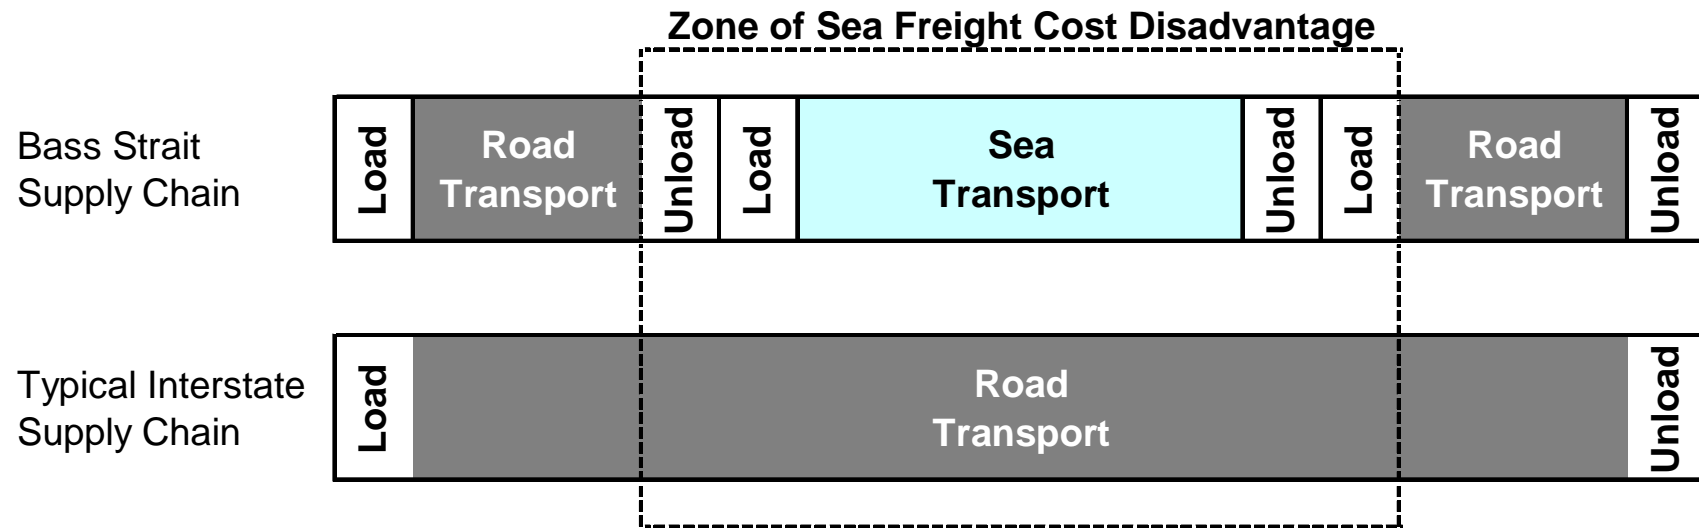 Zone of Sea Freight Cost Disadvantage
Bass Strait
Supply Chain
Load
Road
Transport
Unload
Load
Sea
Transport
Unload
Load
Road
Transport
Unload
Typical Interstate
Supply Chain
Load
Road
Transport
Unload